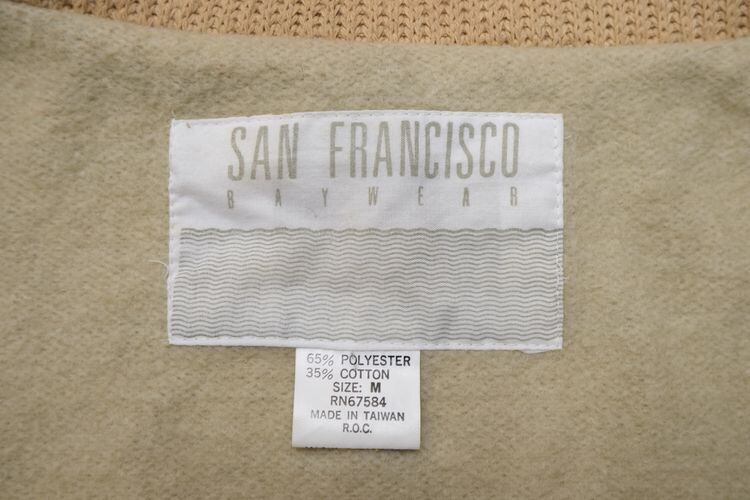 SAN FRANCISCO
BAYWEAR
65% POLYESTER
35% COTTON
SIZE: M
RN67584
MADE IN TAIWAN
R.O.C.